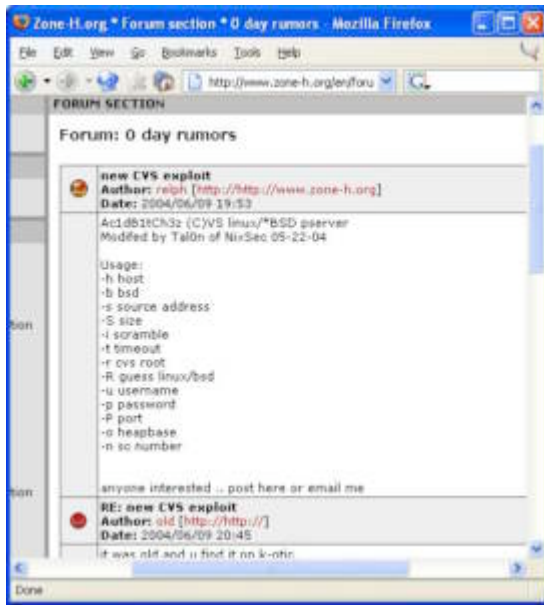 Zone-H.org * Forum section * 0 day rumors - Mozilla Firefox
File Edit View Go Bookmarks Tools Help
http://www.zone-h.org/en/foru
FORUM SECTION
Forum: 0 day rumors
new CVS exploit
Author: relph [http://http://www.zone-h.org]
Date: 2004/06/09 19:53
Ac1dB1tCh3z (C)VS linux/*BSD pserver
Modifed by Tal0n of NixSec 05-22-04
Usage:
-h host
-b bsd
-s source address
-S size
-i scramble
-t timeout
-r cvs root
-R guess linux/bsd
-u username
-p password
-P port
-o heapbase
-n sc number
tion
anyone interested .. post here or email me
tion
RE: new CVS exploit
Author: old [http://http://]
Date: 2004/06/09 20:45
it was old and u find it on k-otic
Done